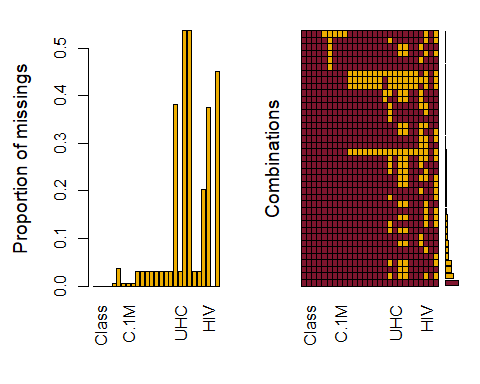 Proportion of missings
0.0
0.1
0.2
0.3
0.4
0.5
Class
C.1M
UHC
HIV
Combinations
Class
C.1M
UHC
HIV